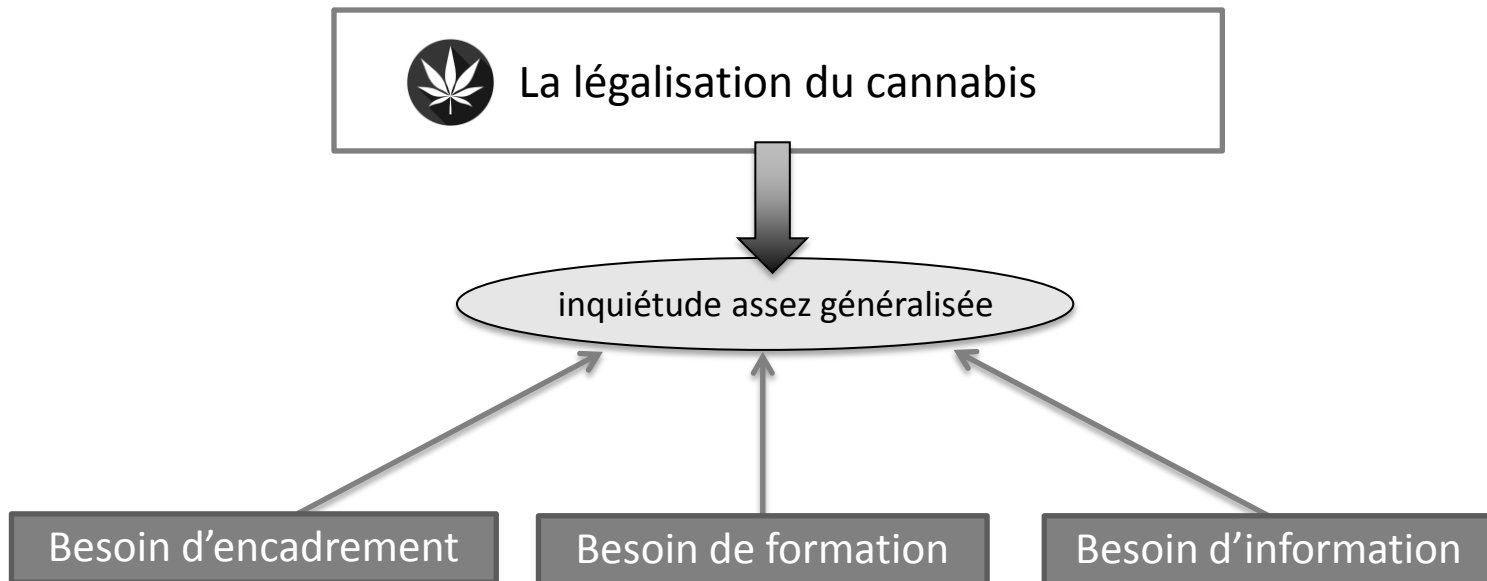 La légalisation du cannabis
inquiétude assez généralisée
Besoin d’encadrement
Besoin de formation
Besoin d’information